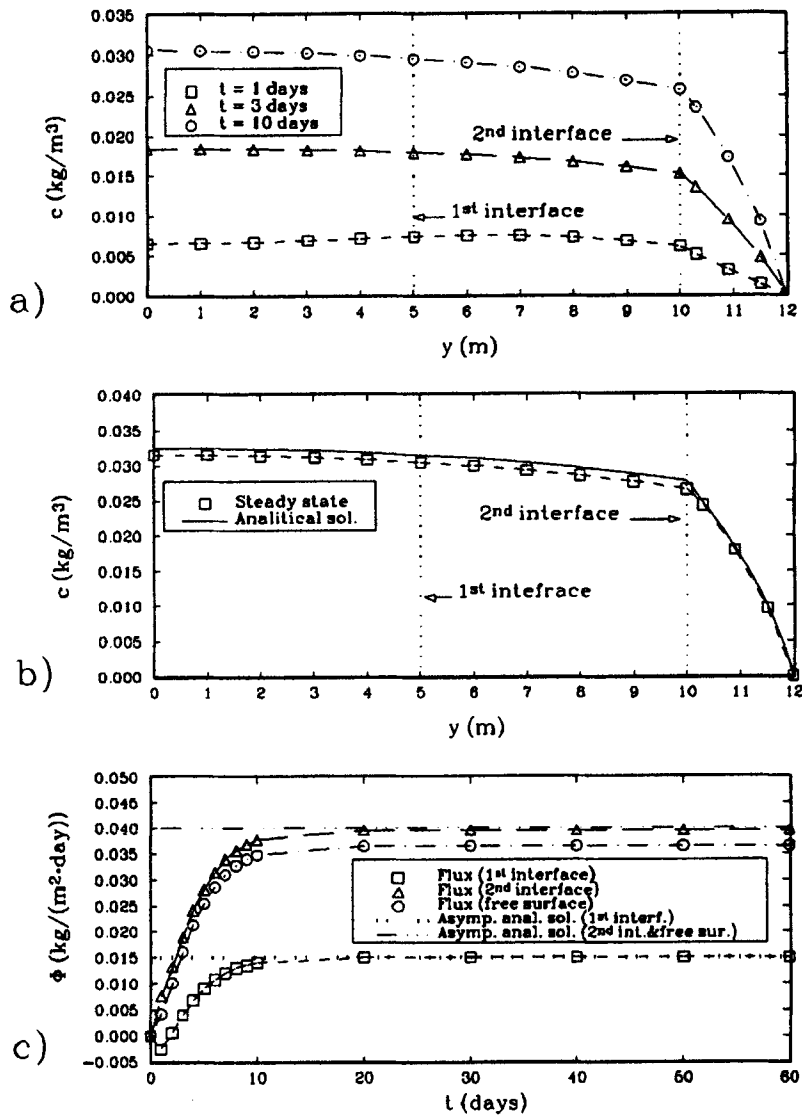 0.035
0.030
0.025
0.020
0.015
0.010
0.005
0.000
c (kg/m³)
t = 1 days
t = 3 days
t = 10 days
2nd interface
1st interface
0 1 2 3 4 5 6 7 8 9 10 11 12
y (m)
a)
0.040
0.035
0.030
0.025
0.020
0.015
0.010
0.005
0.000
c (kg/m³)
Steady state
Analitical sol.
2nd interface
1st intefrace
0 1 2 3 4 5 6 7 8 9 10 11 12
y (m)
b)
0.050
0.045
0.040
0.035
0.030
0.025
0.020
0.015
0.010
0.005
0.000
-0.005
Φ (kg/(m²·day))
Flux (1st interface)
Flux (2nd interface)
Flux (free surface)
Asymp. anal. sol. (1st interf.)
Asymp. anal. sol. (2nd int.&free sur.)
0 10 20 30 40 50 60
t (days)
c)